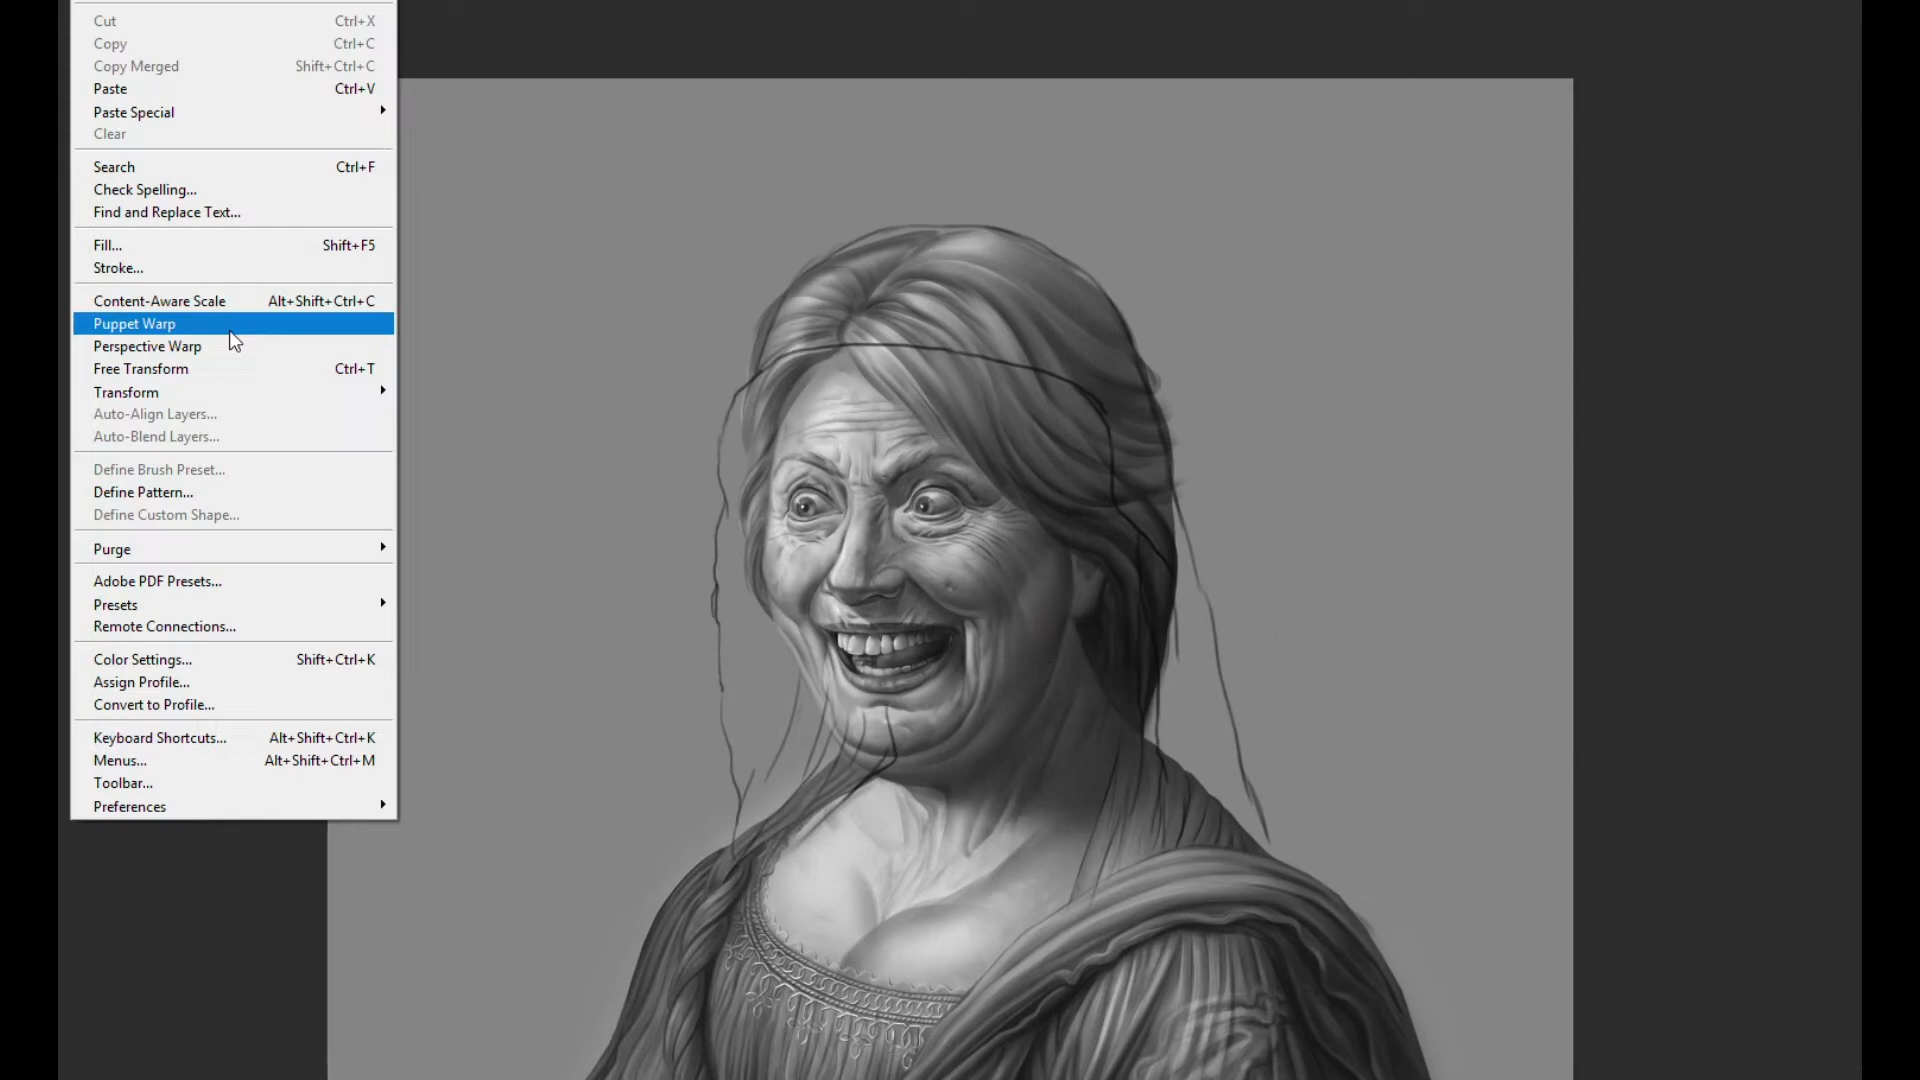 Cut Ctrl+X
Copy Ctrl+C
Copy Merged Shift+Ctrl+C
Paste Ctrl+V
Paste Special
Clear
Search Ctrl+F
Check Spelling...
Find and Replace Text...
Fill... Shift+F5
Stroke...
Content-Aware Scale Alt+Shift+Ctrl+C
Puppet Warp
Perspective Warp
Free Transform Ctrl+T
Transform
Auto-Align Layers...
Auto-Blend Layers...
Define Brush Preset...
Define Pattern...
Define Custom Shape...
Purge
Adobe PDF Presets...
Presets
Remote Connections...
Color Settings... Shift+Ctrl+K
Assign Profile...
Convert to Profile...
Keyboard Shortcuts... Alt+Shift+Ctrl+K
Menus... Alt+Shift+Ctrl+M
Toolbar...
Preferences